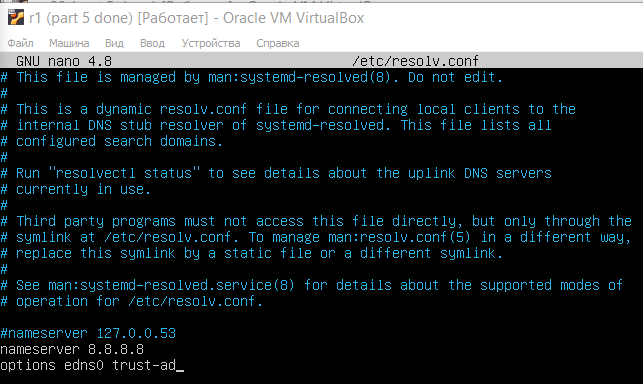 r1 (part 5 done) [Работает] - Oracle VM VirtualBox
Файл Машина Вид Ввод Устройства Справка
GNU nano 4.8 /etc/resolv.conf
# This file is managed by man:systemd-resolved(8). Do not edit.
#
# This is a dynamic resolv.conf file for connecting local clients to the
# internal DNS stub resolver of systemd-resolved. This file lists all
# configured search domains.
#
# Run "resolvectl status" to see details about the uplink DNS servers
# currently in use.
#
# Third party programs must not access this file directly, but only through the
# symlink at /etc/resolv.conf. To manage man:resolv.conf(5) in a different way,
# replace this symlink by a static file or a different symlink.
#
# See man:systemd-resolved.service(8) for details about the supported modes of
# operation for /etc/resolv.conf.
#nameserver 127.0.0.53
nameserver 8.8.8.8
options edns0 trust-ad